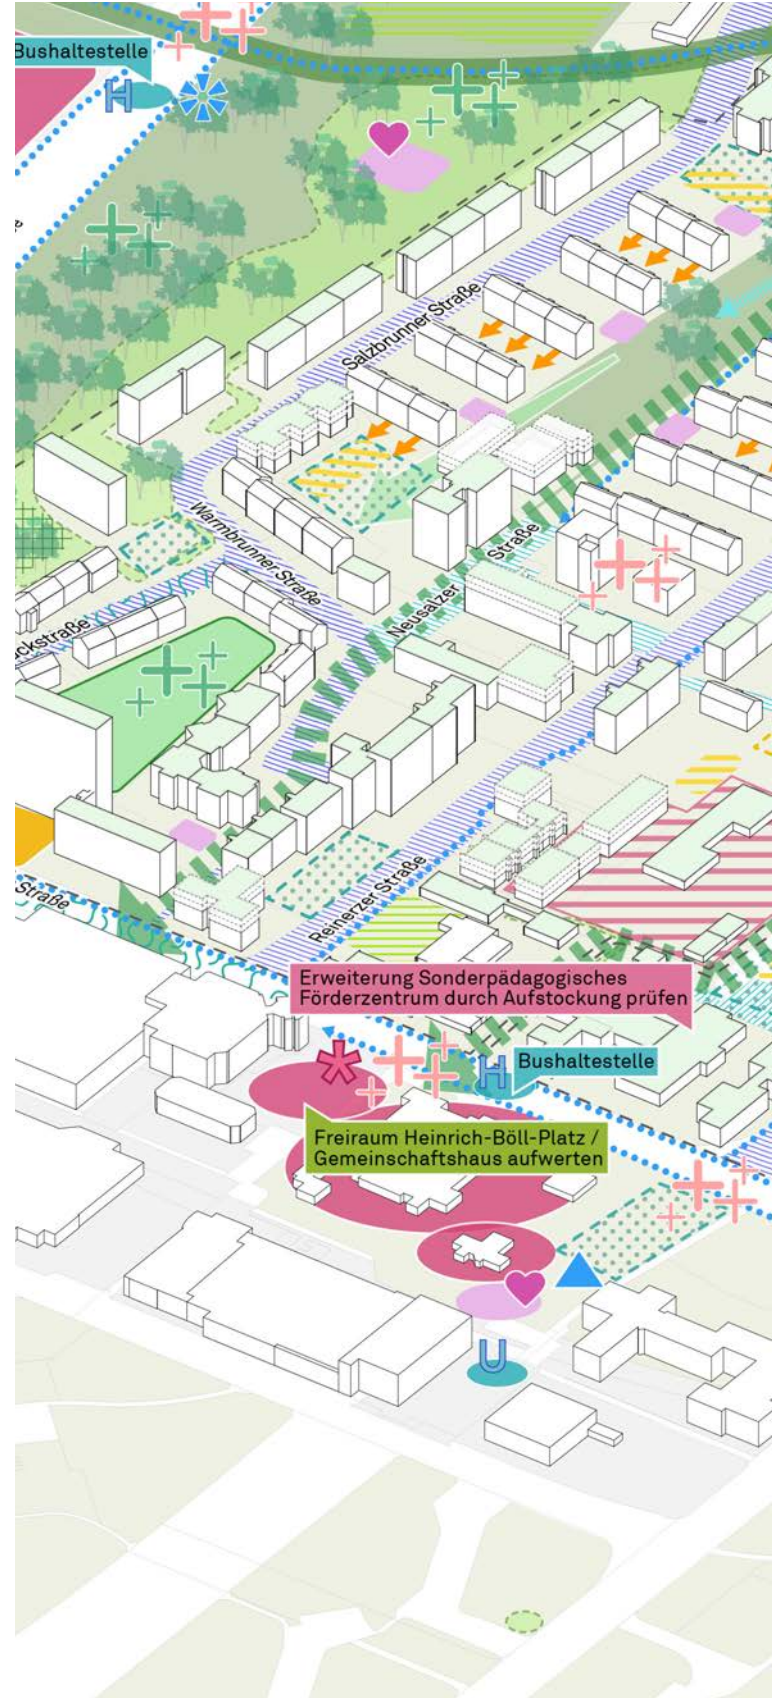 Bushaltestelle
H
Salzbrunner Straße
Warmbrunner Straße
Neusalzer Straße
ckstraße
Reinerzer Straße
Straße
Erweiterung Sonderpädagogisches
Förderzentrum durch Aufstockung prüfen
H
Bushaltestelle
Freiraum Heinrich-Böll-Platz /
Gemeinschaftshaus aufwerten
U